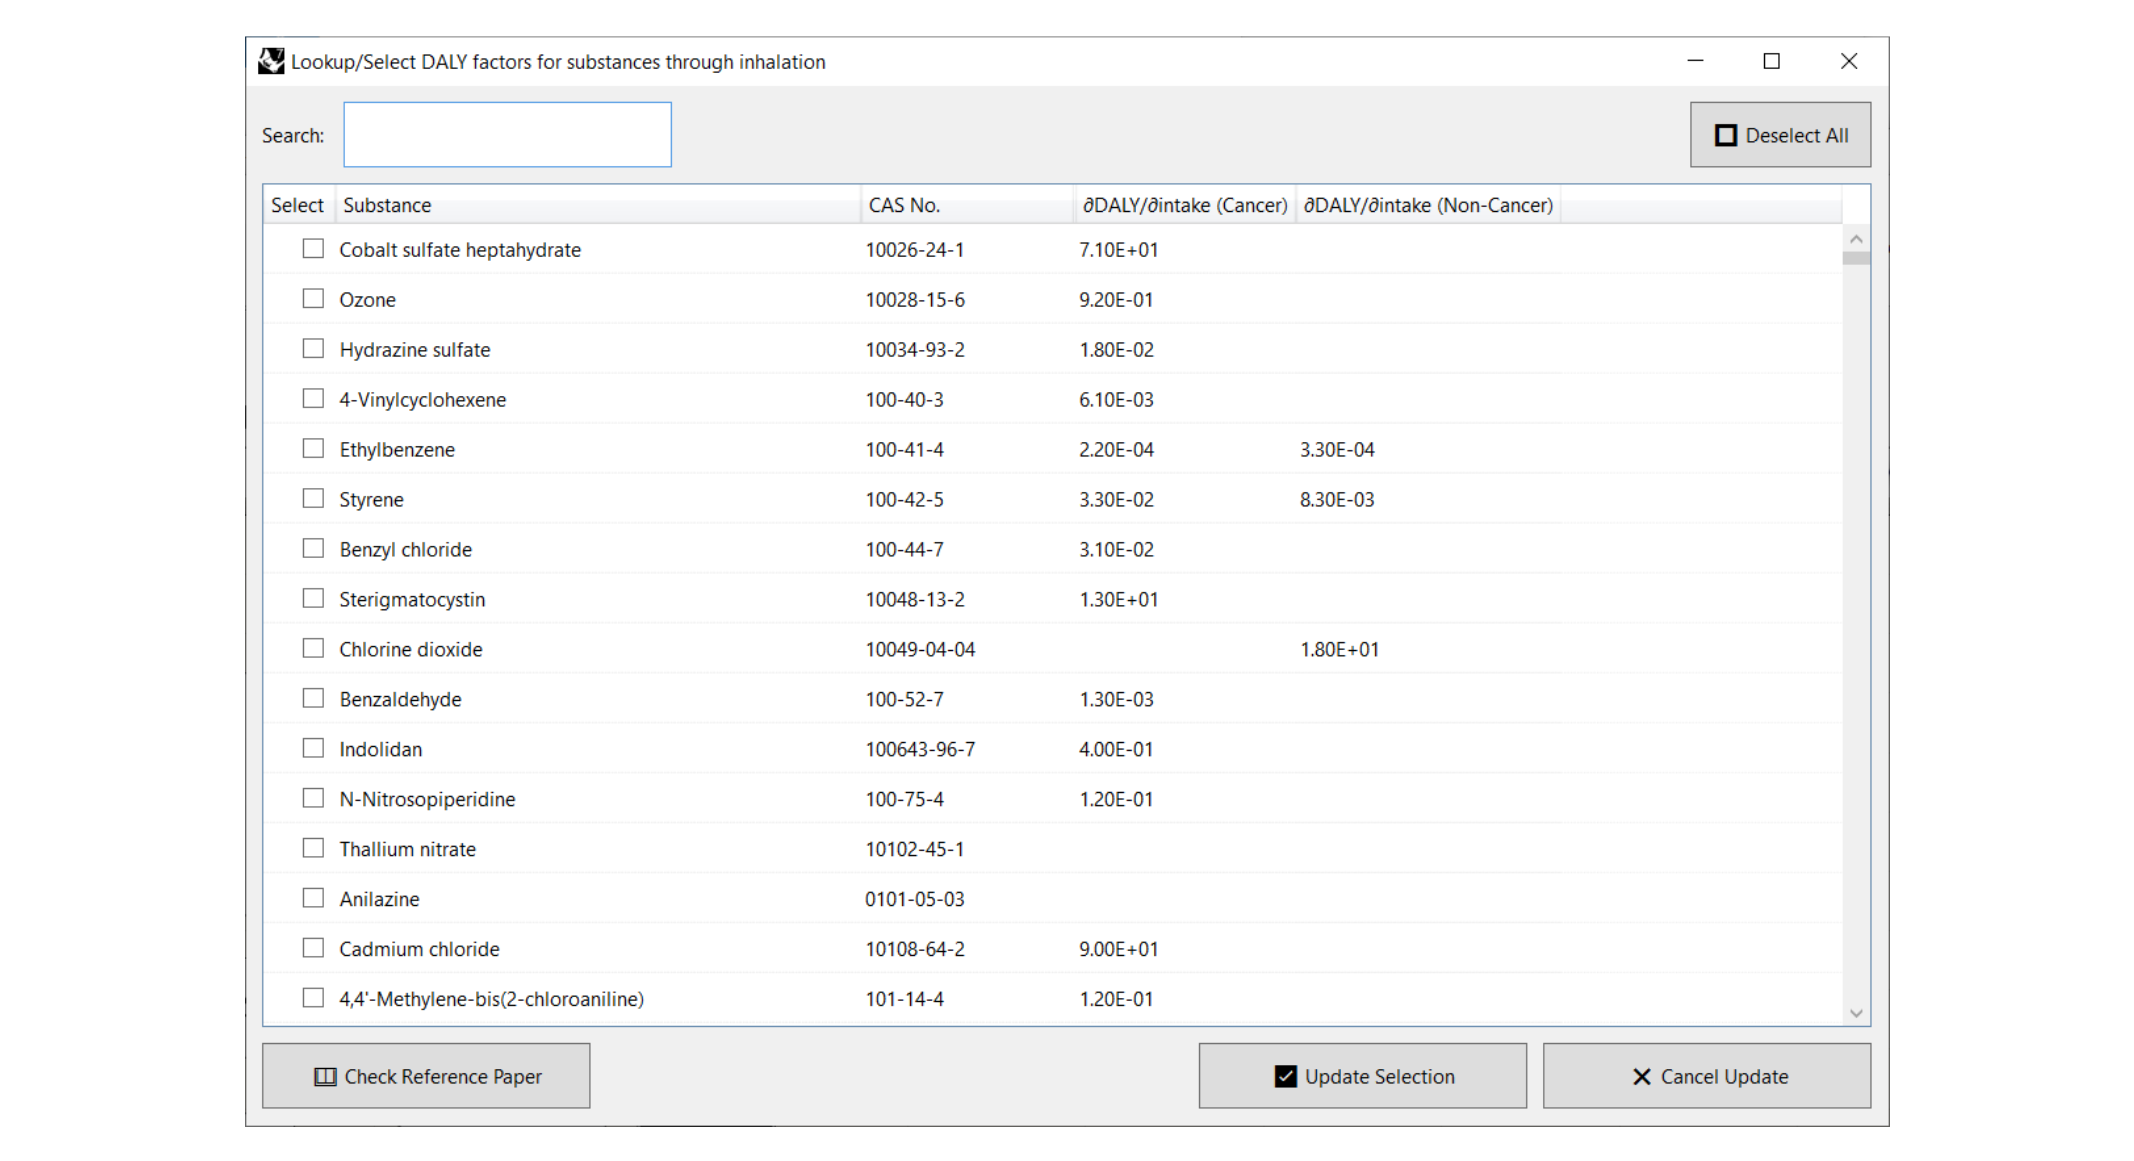 Lookup/Select DALY factors for substances through inhalation
Search:
Deselect All
Select Substance CAS No. ∂DALY/∂intake (Cancer) ∂DALY/∂intake (Non-Cancer)
Cobalt sulfate heptahydrate 10026-24-1 7.10E+01
Ozone 10028-15-6 9.20E-01
Hydrazine sulfate 10034-93-2 1.80E-02
4-Vinylcyclohexene 100-40-3 6.10E-03
Ethylbenzene 100-41-4 2.20E-04 3.30E-04
Styrene 100-42-5 3.30E-02 8.30E-03
Benzyl chloride 100-44-7 3.10E-02
Sterigmatocystin 10048-13-2 1.30E+01
Chlorine dioxide 10049-04-04 1.80E+01
Benzaldehyde 100-52-7 1.30E-03
Indolidan 100643-96-7 4.00E-01
N-Nitrosopiperidine 100-75-4 1.20E-01
Thallium nitrate 10102-45-1
Anilazine 0101-05-03
Cadmium chloride 10108-64-2 9.00E+01
4,4'-Methylene-bis(2-chloroaniline) 101-14-4 1.20E-01
Check Reference Paper
Update Selection
Cancel Update